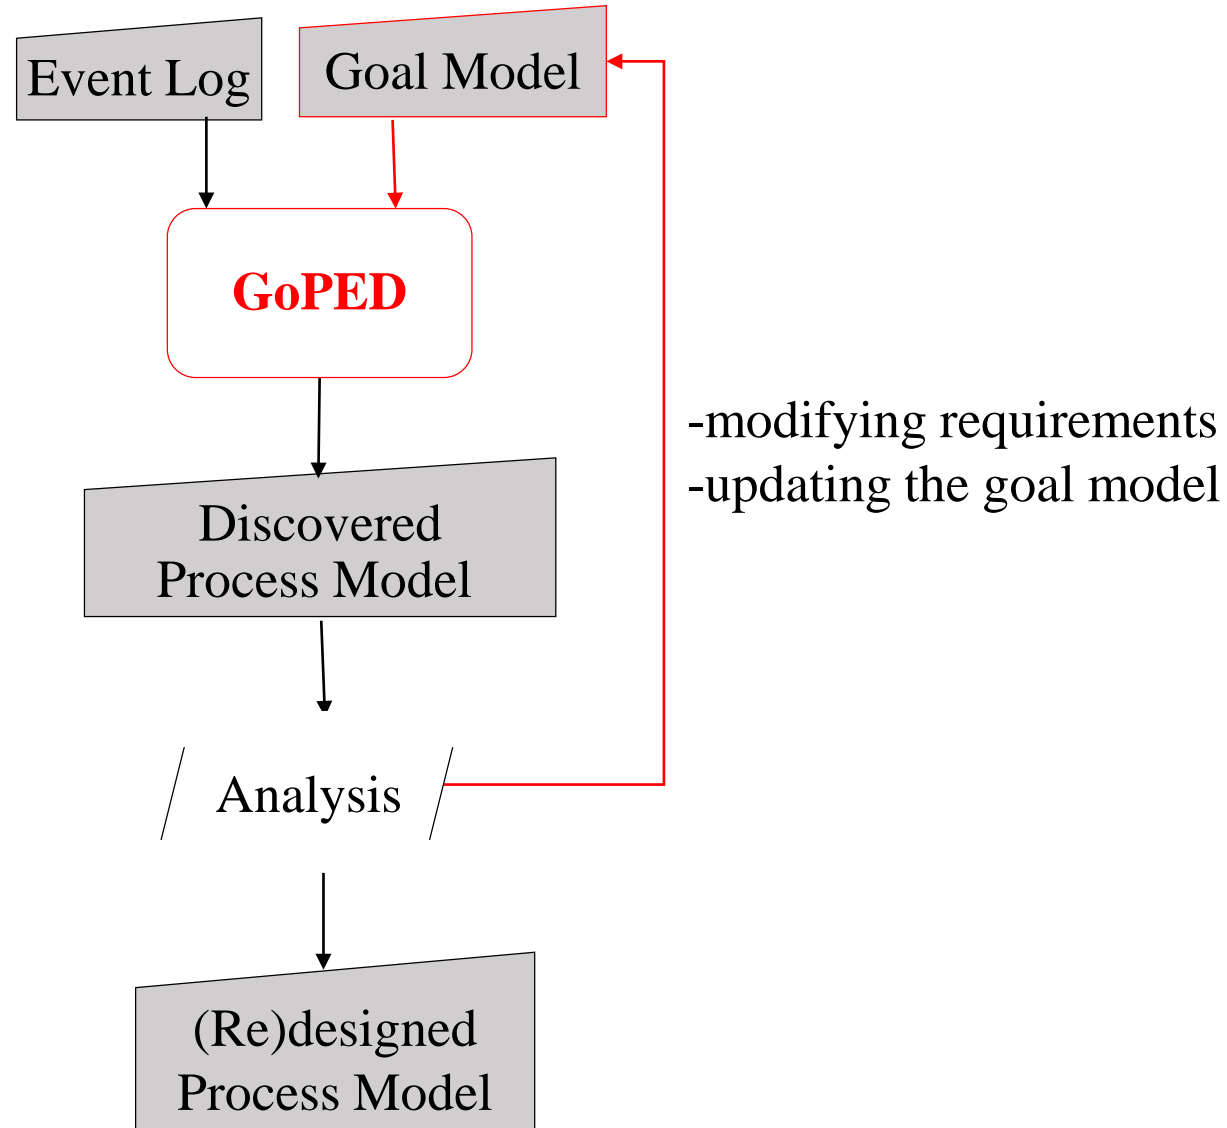 Event Log
Goal Model
GoPED
-modifying requirements
-updating the goal model
Discovered
Process Model
Analysis
(Re)designed
Process Model